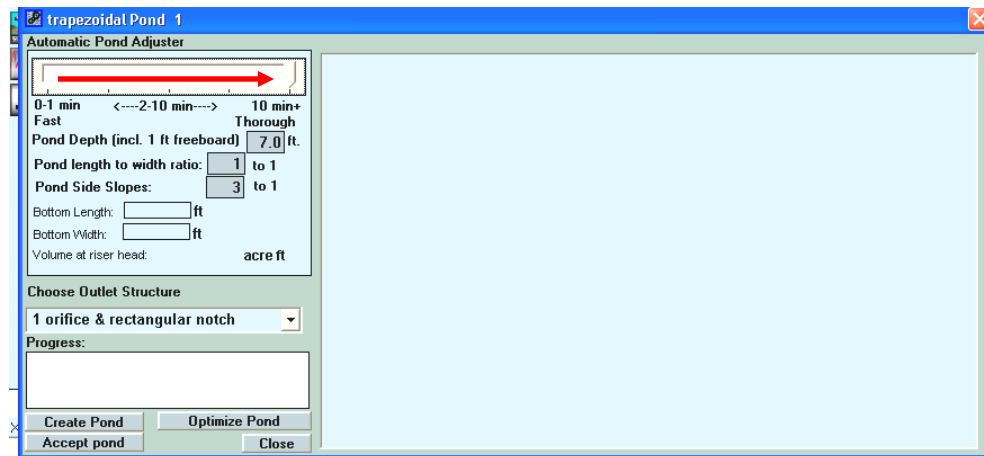 trapezoidal Pond 1
Automatic Pond Adjuster
0-1 min <----2-10 min----> 10 min+
Fast Thorough
Pond Depth (incl. 1 ft freeboard) 7.0 ft.
Pond length to width ratio: 1 to 1
Pond Side Slopes: 3 to 1
Bottom Length: ft
Bottom Width: ft
Volume at riser head: acre ft
Choose Outlet Structure
1 orifice & rectangular notch
Progress:
Create Pond Optimize Pond
Accept pond Close